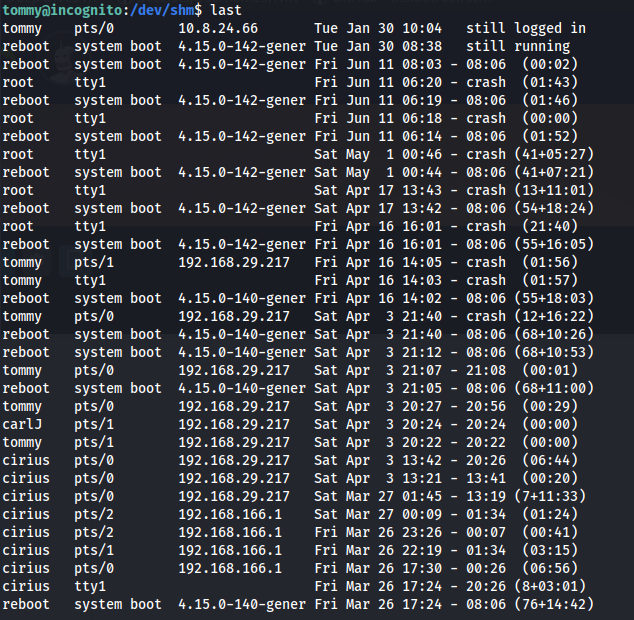 tommy@incognito:/dev/shm$ last
tommy    pts/0        10.8.24.66       Tue Jan 30 10:04   still logged in
reboot   system boot  4.15.0-142-gener Tue Jan 30 08:38   still running
reboot   system boot  4.15.0-142-gener Fri Jun 11 08:03 - 08:06  (00:02)
root     tty1                          Fri Jun 11 06:20 - crash  (01:43)
reboot   system boot  4.15.0-142-gener Fri Jun 11 06:19 - 08:06  (01:46)
root     tty1                          Fri Jun 11 06:18 - crash  (00:00)
reboot   system boot  4.15.0-142-gener Fri Jun 11 06:14 - 08:06  (01:52)
root     tty1                          Sat May  1 00:46 - crash (41+05:27)
reboot   system boot  4.15.0-142-gener Sat May  1 00:44 - 08:06 (41+07:21)
root     tty1                          Sat Apr 17 13:43 - crash (13+11:01)
reboot   system boot  4.15.0-142-gener Sat Apr 17 13:42 - 08:06 (54+18:24)
root     tty1                          Fri Apr 16 16:01 - crash  (21:40)
reboot   system boot  4.15.0-142-gener Fri Apr 16 16:01 - 08:06 (55+16:05)
tommy    pts/1        192.168.29.217   Fri Apr 16 14:05 - crash  (01:56)
tommy    tty1                          Fri Apr 16 14:03 - crash  (01:57)
reboot   system boot  4.15.0-140-gener Fri Apr 16 14:02 - 08:06 (55+18:03)
tommy    pts/0        192.168.29.217   Sat Apr  3 21:40 - crash (12+16:22)
reboot   system boot  4.15.0-140-gener Sat Apr  3 21:40 - 08:06 (68+10:26)
reboot   system boot  4.15.0-140-gener Sat Apr  3 21:12 - 08:06 (68+10:53)
tommy    pts/0        192.168.29.217   Sat Apr  3 21:07 - 21:08  (00:01)
reboot   system boot  4.15.0-140-gener Sat Apr  3 21:05 - 08:06 (68+11:00)
tommy    pts/0        192.168.29.217   Sat Apr  3 20:27 - 20:56  (00:29)
carlJ    pts/1        192.168.29.217   Sat Apr  3 20:24 - 20:24  (00:00)
tommy    pts/1        192.168.29.217   Sat Apr  3 20:22 - 20:22  (00:00)
cirius   pts/0        192.168.29.217   Sat Apr  3 13:42 - 20:26  (06:44)
cirius   pts/0        192.168.29.217   Sat Apr  3 13:21 - 13:41  (00:20)
cirius   pts/0        192.168.29.217   Sat Mar 27 01:45 - 13:19 (7+11:33)
cirius   pts/2        192.168.166.1    Sat Mar 27 00:09 - 01:34  (01:24)
cirius   pts/2        192.168.166.1    Fri Mar 26 23:26 - 00:07  (00:41)
cirius   pts/1        192.168.166.1    Fri Mar 26 22:19 - 01:34  (03:15)
cirius   pts/0        192.168.166.1    Fri Mar 26 17:30 - 00:26  (06:56)
cirius   tty1                          Fri Mar 26 17:24 - 20:26 (8+03:01)
reboot   system boot  4.15.0-140-gener Fri Mar 26 17:24 - 08:06 (76+14:42)